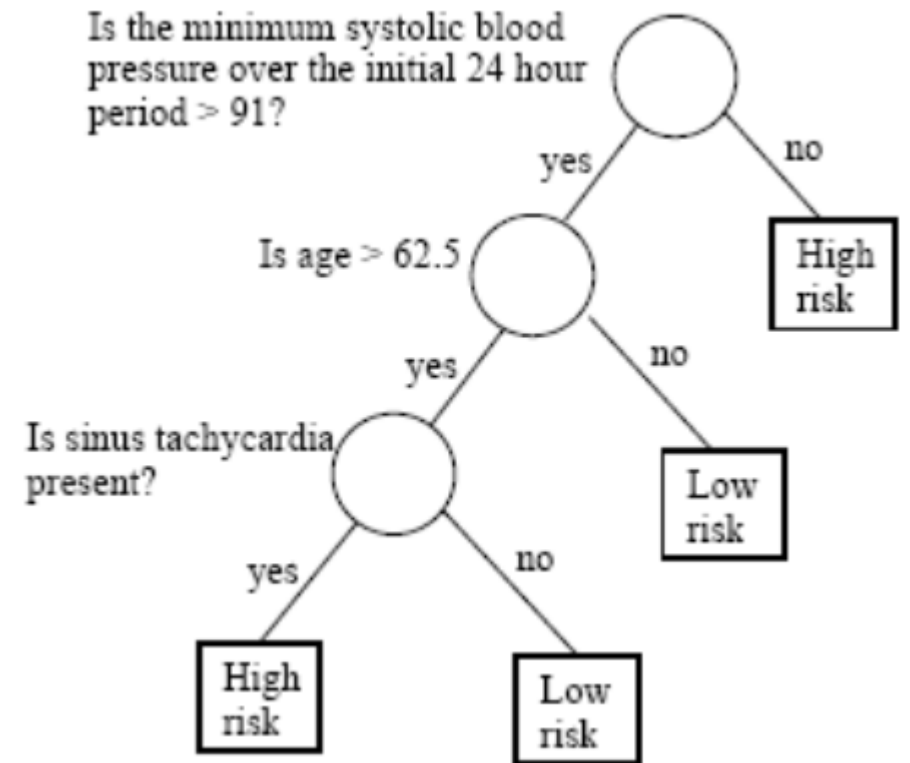 Is the minimum systolic blood
pressure over the initial 24 hour
period > 91?
yes
no
Is age > 62.5
High
risk
yes
no
Is sinus tachycardia
present?
Low
risk
yes
no
High
risk
Low
risk